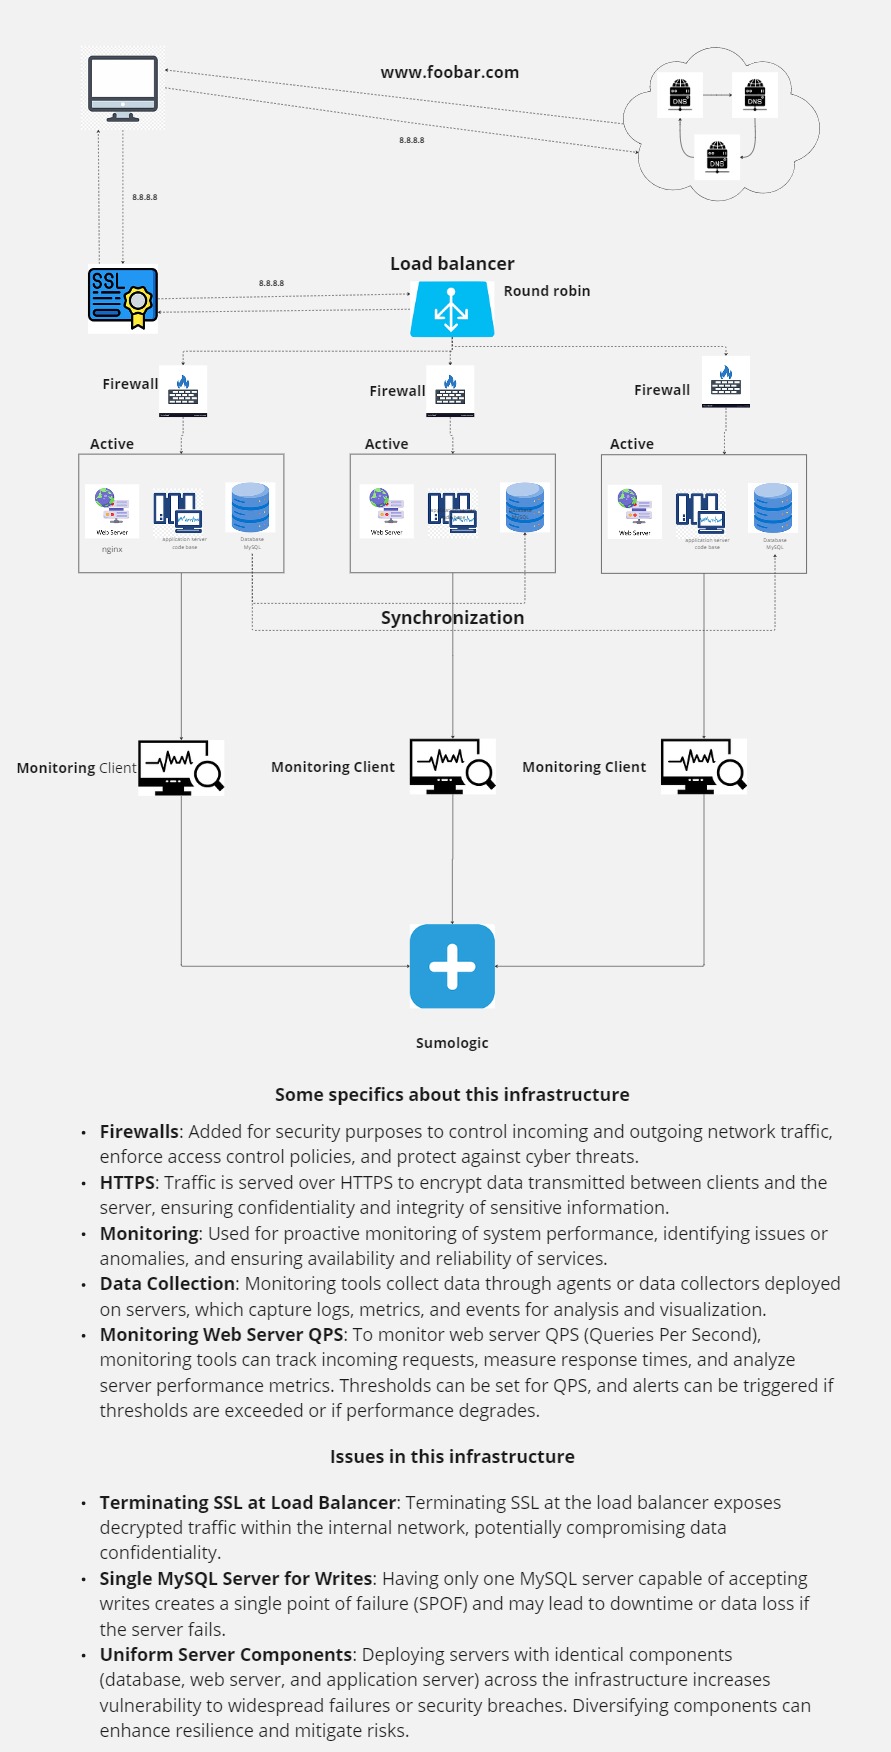 www.foobar.com
DNS
DNS
DNS
8.8.8.8
8.8.8.8
SSL
8.8.8.8
Load balancer
Round robin
Firewall
Firewall
Firewall
Active
Active
Active
Web Server
nginx
application server
code base
Database
MySQL
Web Server
Web Server
application server
code base
Database
MySQL
Synchronization
Monitoring Client
Monitoring Client
Monitoring Client
Sumologic
Some specifics about this infrastructure
• Firewalls: Added for security purposes to control incoming and outgoing network traffic,
enforce access control policies, and protect against cyber threats.
• HTTPS: Traffic is served over HTTPS to encrypt data transmitted between clients and the
server, ensuring confidentiality and integrity of sensitive information.
• Monitoring: Used for proactive monitoring of system performance, identifying issues or
anomalies, and ensuring availability and reliability of services.
• Data Collection: Monitoring tools collect data through agents or data collectors deployed
on servers, which capture logs, metrics, and events for analysis and visualization.
• Monitoring Web Server QPS: To monitor web server QPS (Queries Per Second),
monitoring tools can track incoming requests, measure response times, and analyze
server performance metrics. Thresholds can be set for QPS, and alerts can be triggered if
thresholds are exceeded or if performance degrades.
Issues in this infrastructure
• Terminating SSL at Load Balancer: Terminating SSL at the load balancer exposes
decrypted traffic within the internal network, potentially compromising data
confidentiality.
• Single MySQL Server for Writes: Having only one MySQL server capable of accepting
writes creates a single point of failure (SPOF) and may lead to downtime or data loss if
the server fails.
• Uniform Server Components: Deploying servers with identical components
(database, web server, and application server) across the infrastructure increases
vulnerability to widespread failures or security breaches. Diversifying components can
enhance resilience and mitigate risks.